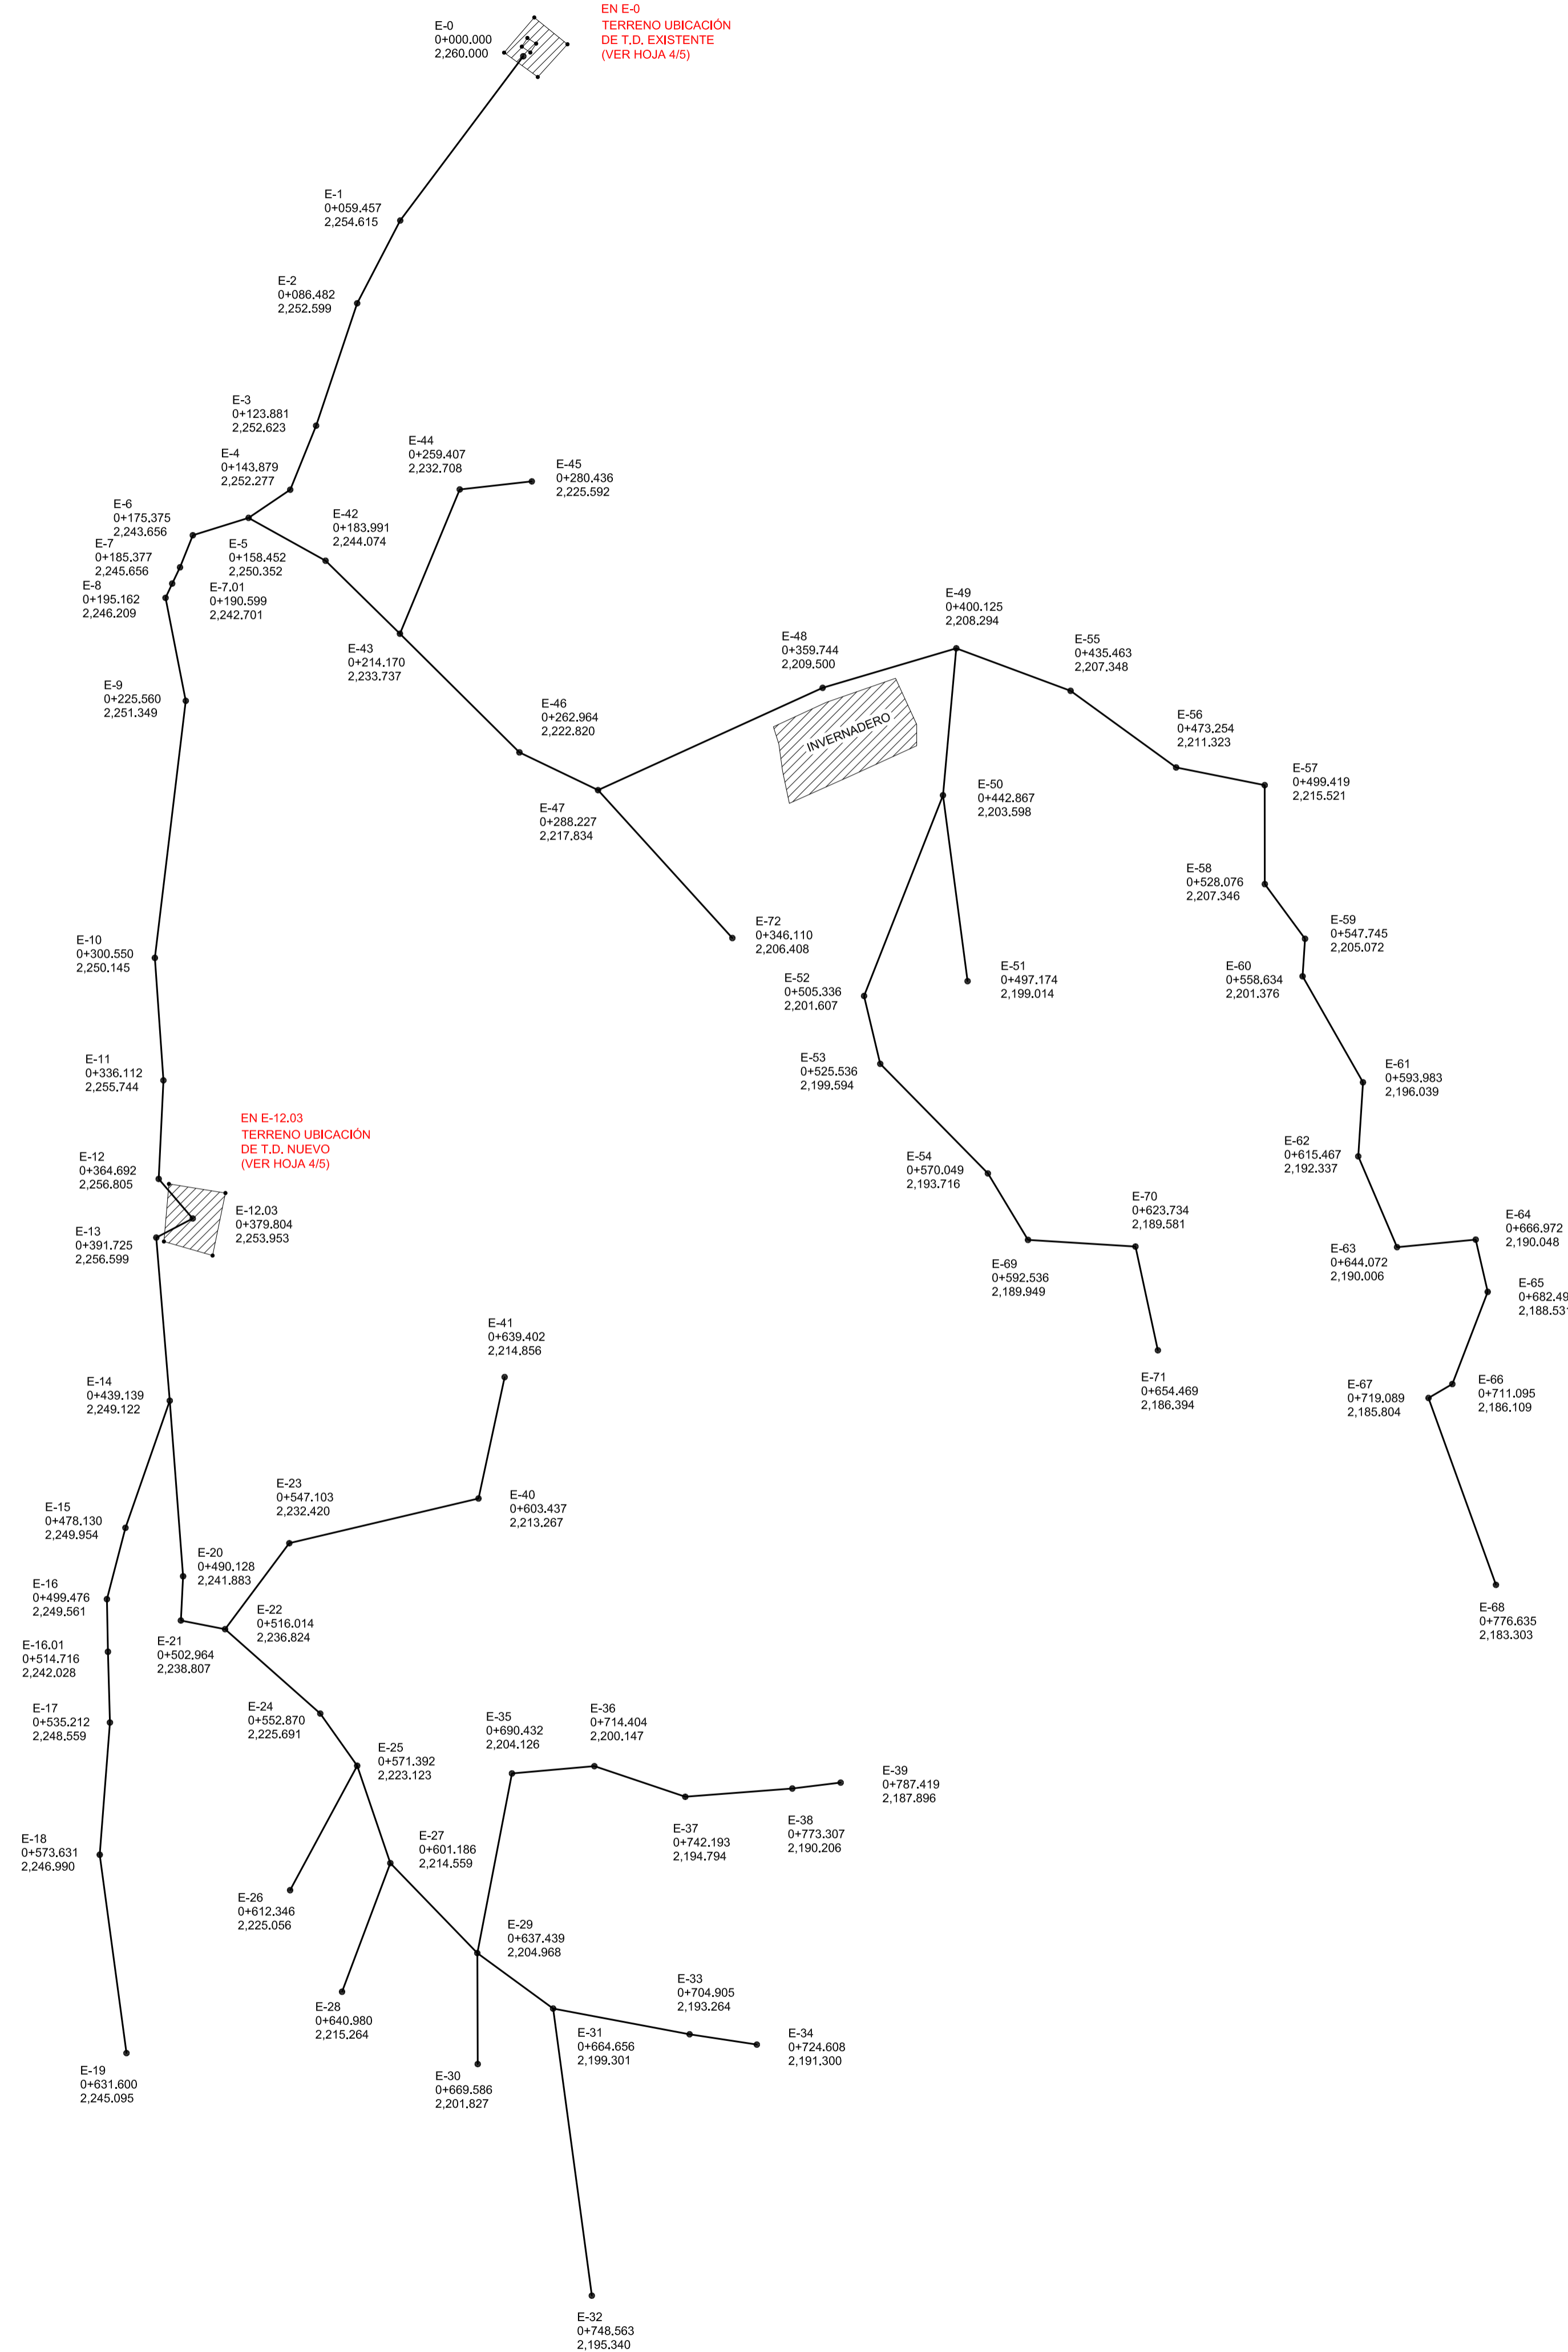 E-0
0+000.000
2,260.000
EN E-0
TERRENO UBICACIÓN
DE T.D. EXISTENTE
(VER HOJA 4/5)
E-1
0+059.457
2,254.615
E-2
0+086.482
2,252.599
E-3
0+123.881
2,252.623
E-4
0+143.879
2,252.277
E-6
0+175.375
2,243.656
E-7
0+185.377
2,245.656
E-8
0+195.162
2,246.209
E-5
0+158.452
2,250.352
E-7.01
0+190.599
2,242.701
E-42
0+183.991
2,244.074
E-44
0+259.407
2,232.708
E-45
0+280.436
2,225.592
E-43
0+214.170
2,233.737
E-9
0+225.560
2,251.349
E-46
0+262.964
2,222.820
E-47
0+288.227
2,217.834
E-48
0+359.744
2,209.500
INVERNADERO
E-49
0+400.125
2,208.294
E-55
0+435.463
2,207.348
E-56
0+473.254
2,211.323
E-57
0+499.419
2,215.521
E-50
0+442.867
2,203.598
E-58
0+528.076
2,207.346
E-59
0+547.745
2,205.072
E-60
0+558.634
2,201.376
E-72
0+346.110
2,206.408
E-52
0+505.336
2,201.607
E-51
0+497.174
2,199.014
E-10
0+300.550
2,250.145
E-11
0+336.112
2,255.744
E-53
0+525.536
2,199.594
E-61
0+593.983
2,196.039
EN E-12.03
TERRENO UBICACIÓN
DE T.D. NUEVO
(VER HOJA 4/5)
E-12
0+364.692
2,256.805
E-12.03
0+379.804
2,253.953
E-13
0+391.725
2,256.599
E-54
0+570.049
2,193.716
E-62
0+615.467
2,192.337
E-70
0+623.734
2,189.581
E-69
0+592.536
2,189.949
E-64
0+666.972
2,190.048
E-63
0+644.072
2,190.006
E-65
0+682.49
2,188.531
E-41
0+639.402
2,214.856
E-71
0+654.469
2,186.394
E-67
0+719.089
2,185.804
E-66
0+711.095
2,186.109
E-14
0+439.139
2,249.122
E-23
0+547.103
2,232.420
E-40
0+603.437
2,213.267
E-15
0+478.130
2,249.954
E-20
0+490.128
2,241.883
E-16
0+499.476
2,249.561
E-22
0+516.014
2,236.824
E-68
0+776.635
2,183.303
E-16.01
0+514.716
2,242.028
E-21
0+502.964
2,238.807
E-17
0+535.212
2,248.559
E-24
0+552.870
2,225.691
E-35
0+690.432
2,204.126
E-36
0+714.404
2,200.147
E-25
0+571.392
2,223.123
E-39
0+787.419
2,187.896
E-38
0+773.307
2,190.206
E-37
0+742.193
2,194.794
E-18
0+573.631
2,246.990
E-27
0+601.186
2,214.559
E-26
0+612.346
2,225.056
E-29
0+637.439
2,204.968
E-33
0+704.905
2,193.264
E-28
0+640.980
2,215.264
E-31
0+664.656
2,199.301
E-34
0+724.608
2,191.300
E-19
0+631.600
2,245.095
E-30
0+669.586
2,201.827
E-32
0+748.563
2,195.340